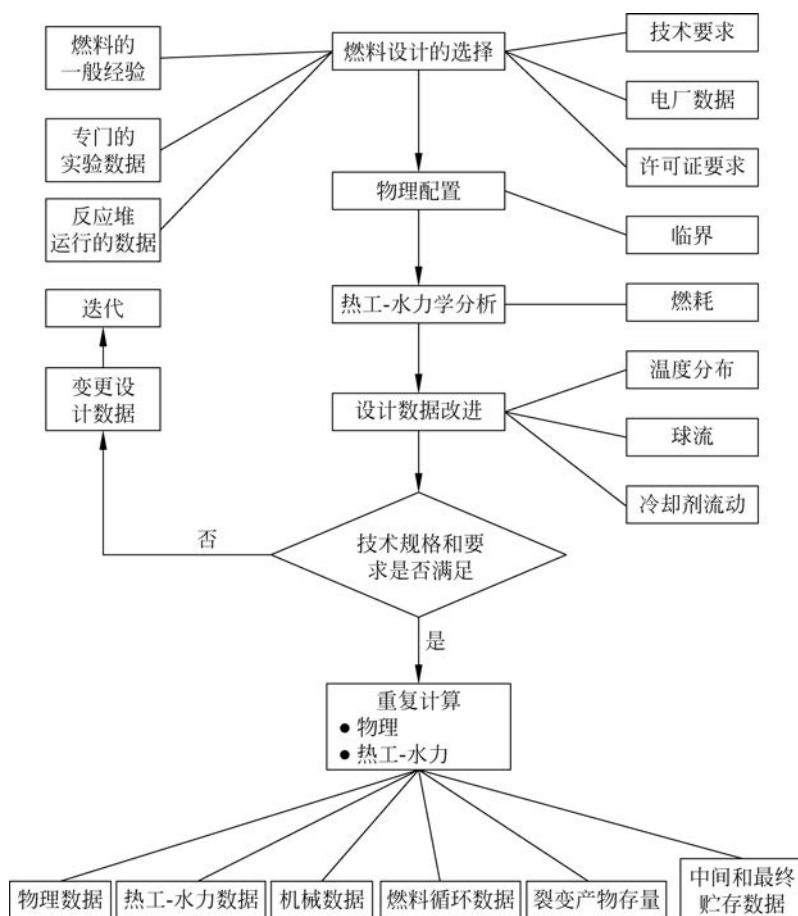 燃料的
一般经验
燃料设计的选择
技术要求
电厂数据
专门的
实验数据
许可证要求
物理配置
反应堆
运行的数据
临界
迭代
热工-水力学分析
燃耗
温度分布
变更设
计数据
设计数据改进
球流
冷却剂流动
否
技术规格和要
求是否满足
是
重复计算
● 物理
● 热工-水力
物理数据
热工-水力数据
机械数据
燃料循环数据
裂变产物存量
中间和最终
贮存数据